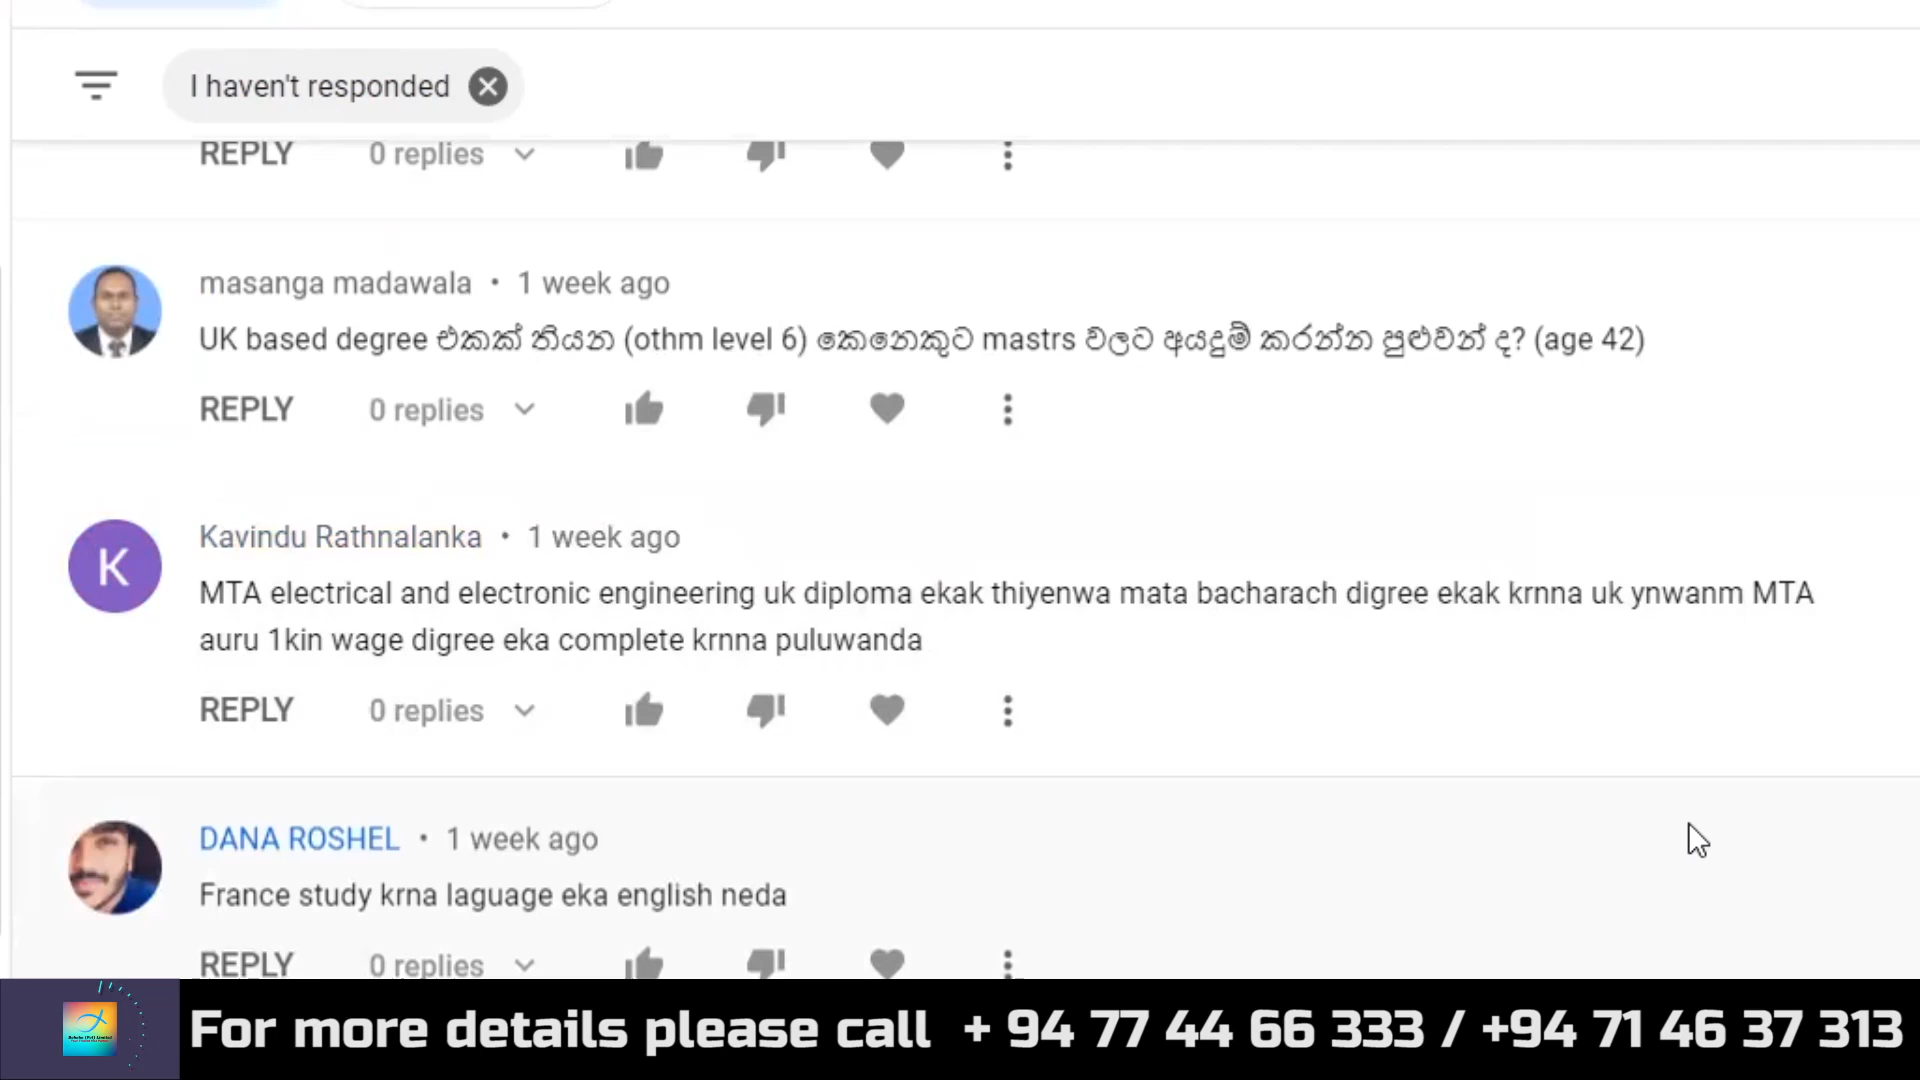 I haven't responded
REPLY 0 replies
masanga madawala • 1 week ago
UK based degree එකක් තියන (othm level 6) කෙනෙකුට mastrs වලට අයදුම් කරන්න පුළුවන් ද? (age 42)
REPLY 0 replies
K
Kavindu Rathnalanka • 1 week ago
MTA electrical and electronic engineering uk diploma ekak thiyenwa mata bacharach digree ekak krnna uk ynwanm MTA
auru 1kin wage digree eka complete krnna puluwanda
REPLY 0 replies
DANA ROSHEL • 1 week ago
France study krna laguage eka english neda
REPLY 0 replies
For more details please call + 94 77 44 66 333 / +94 71 46 37 313